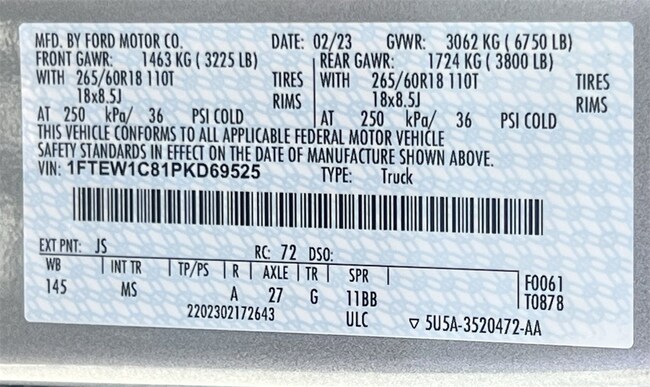 MFD. BY FORD MOTOR CO. DATE: 02/23 GVWR: 3062 KG ( 6750 LB)
FRONT GAWR: 1463 KG ( 3225 LB) REAR GAWR: 1724 KG ( 3800 LB)
WITH 265/60R18 110T TIRES WITH 265/60R18 110T TIRES
18x8.5J RIMS 18x8.5J RIMS
AT 250 kPa/ 36 PSI COLD AT 250 kPa/ 36 PSI COLD
THIS VEHICLE CONFORMS TO ALL APPLICABLE FEDERAL MOTOR VEHICLE
SAFETY STANDARDS IN EFFECT ON THE DATE OF MANUFACTURE SHOWN ABOVE.
VIN: 1FTEW1C81PKD69525 TYPE: Truck
EXT PNT: JS RC: 72 DSO:
WB INT TR TP/PS R AXLE TR SPR F0061
145 MS A 27 G 11BB T0878
2202302172643 ULC ▽ 5U5A-3520472-AA